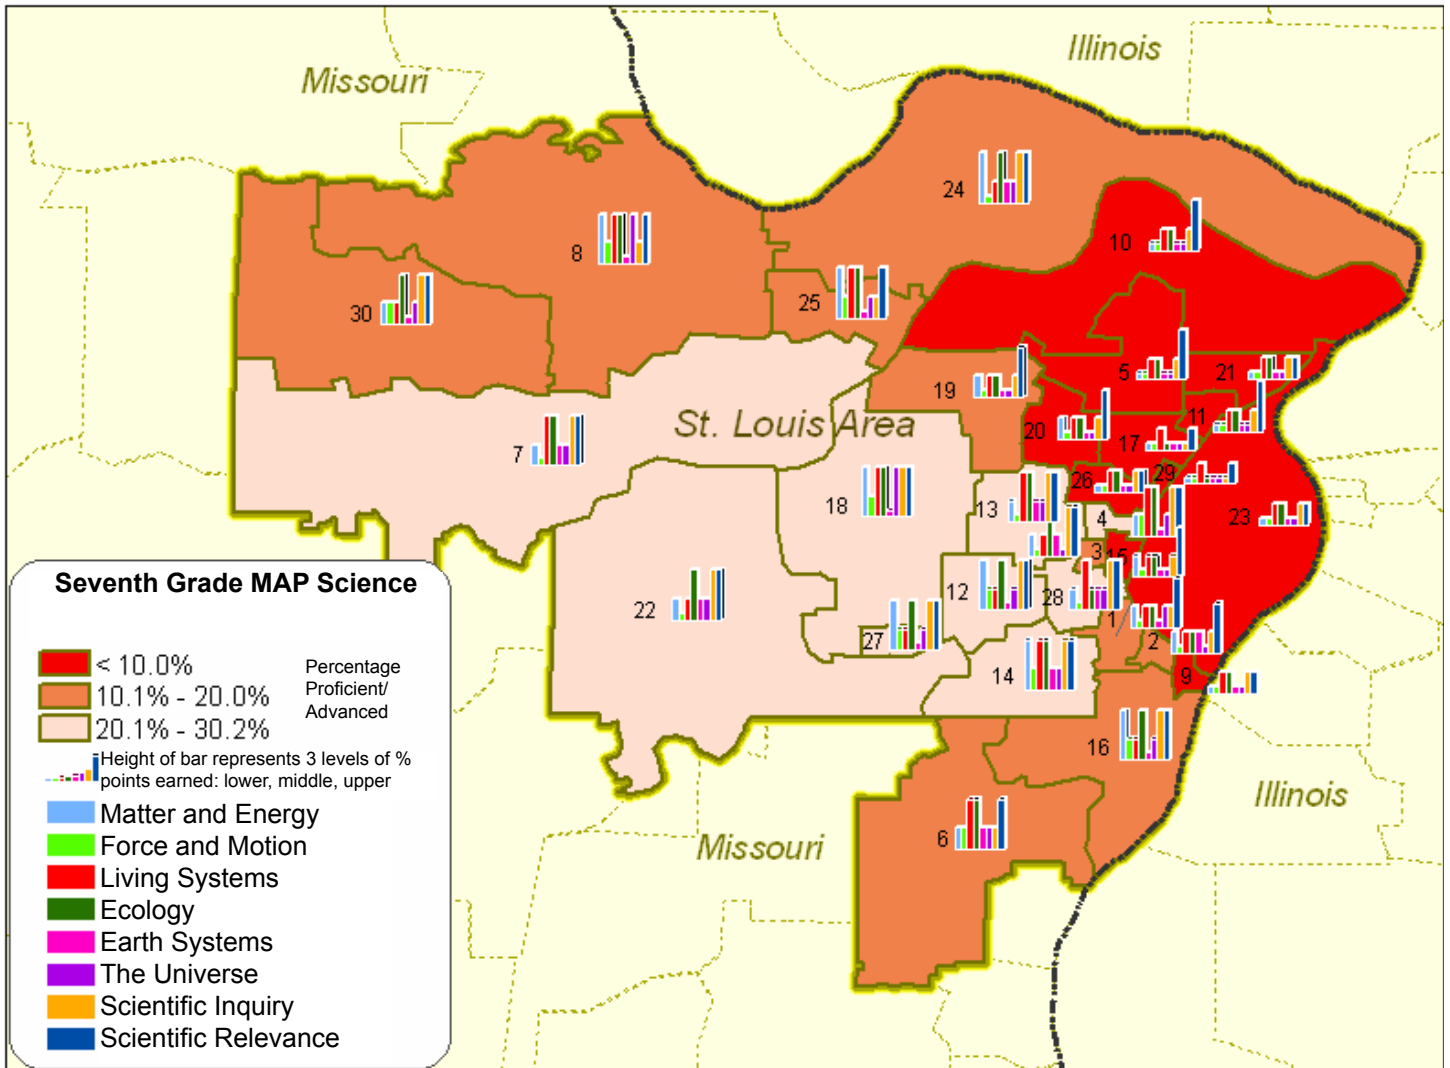 Illinois
Missouri
24
10
8
25
30
5
21
19
St. Louis Area
11
20
17
7
29
26
18
13
4
23
3
15
12
28
22
1
27
2
14
9
16
6
Illinois
Missouri
Seventh Grade MAP Science
< 10.0%
10.1% - 20.0%
20.1% - 30.2%
Percentage
Proficient/
Advanced
Height of bar represents 3 levels of %
points earned: lower, middle, upper
Matter and Energy
Force and Motion
Living Systems
Ecology
Earth Systems
The Universe
Scientific Inquiry
Scientific Relevance